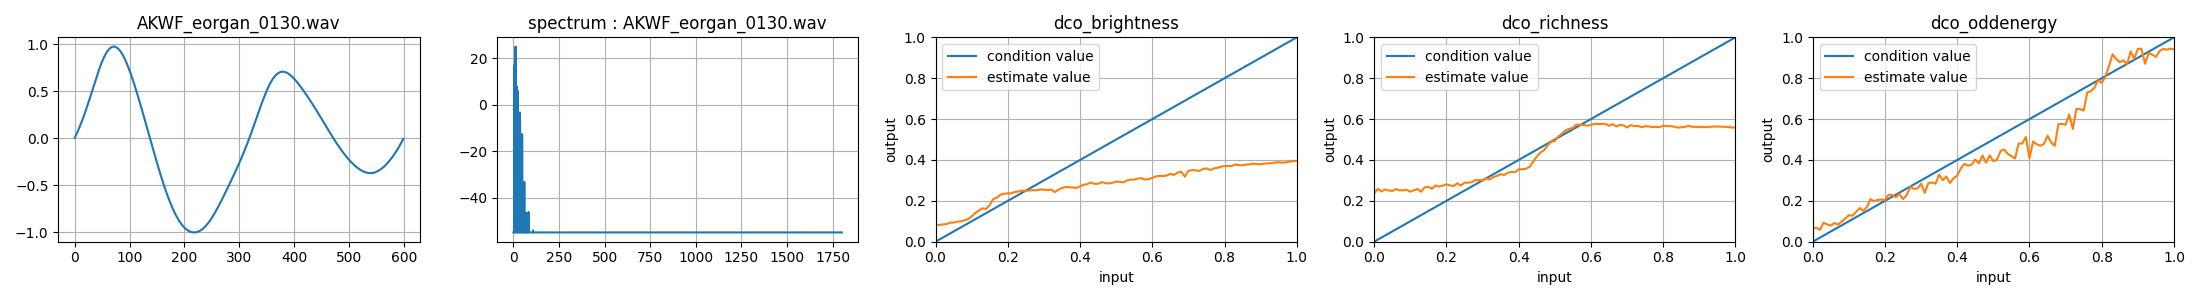 AKWF_eorgan_0130.wav
1.0
0.5
0.0
−0.5
−1.0
0 100 200 300 400 500 600
spectrum : AKWF_eorgan_0130.wav
20
0
−20
−40
0 250 500 750 1000 1250 1500 1750
dco_brightness
condition value
estimate value
output
1.0
0.8
0.6
0.4
0.2
0.0
0.0 0.2 0.4 0.6 0.8 1.0
input
dco_richness
condition value
estimate value
output
1.0
0.8
0.6
0.4
0.2
0.0
0.0 0.2 0.4 0.6 0.8 1.0
input
dco_oddenergy
condition value
estimate value
output
1.0
0.8
0.6
0.4
0.2
0.0
0.0 0.2 0.4 0.6 0.8 1.0
input